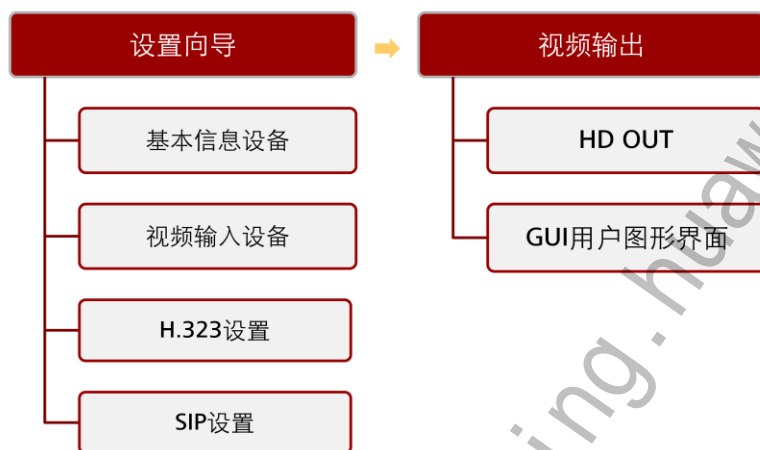 设置向导
视频输出
基本信息设备
HD OUT
视频输入设备
GUI用户图形界面
H.323设置
SIP设置
ing.huaw